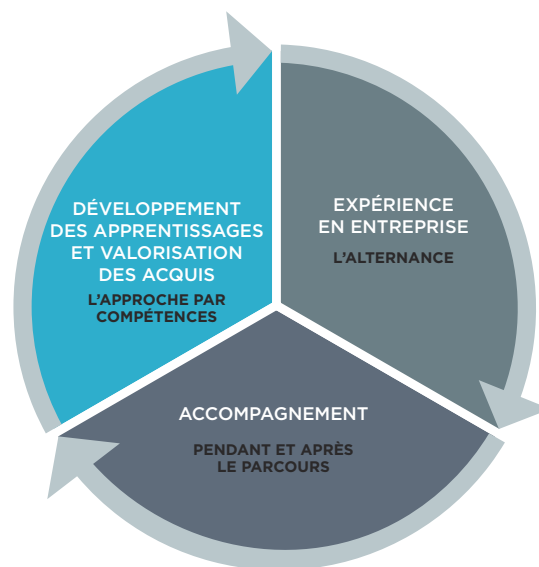 DÉVELOPPEMENT
DES APPRENTISSAGES
ET VALORISATION
DES ACQUIS
L'APPROCHE PAR
COMPÉTENCES
EXPÉRIENCE
EN ENTREPRISE
L'ALTERNANCE
ACCOMPAGNEMENT
PENDANT ET APRÈS
LE PARCOURS